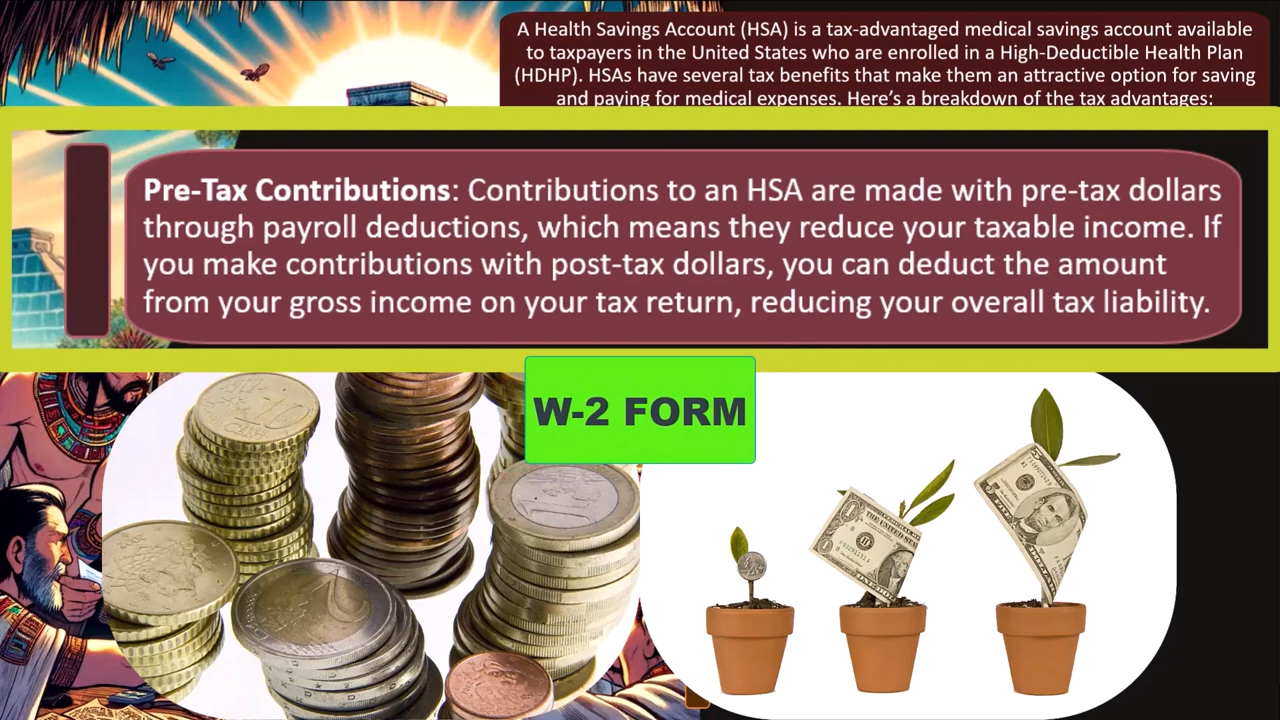 A Health Savings Account (HSA) is a tax-advantaged medical savings account available
to taxpayers in the United States who are enrolled in a High-Deductible Health Plan
(HDHP). HSAs have several tax benefits that make them an attractive option for saving
and paying for medical expenses. Here’s a breakdown of the tax advantages:
Pre-Tax Contributions: Contributions to an HSA are made with pre-tax dollars
through payroll deductions, which means they reduce your taxable income. If
you make contributions with post-tax dollars, you can deduct the amount
from your gross income on your tax return, reducing your overall tax liability.
W-2 FORM